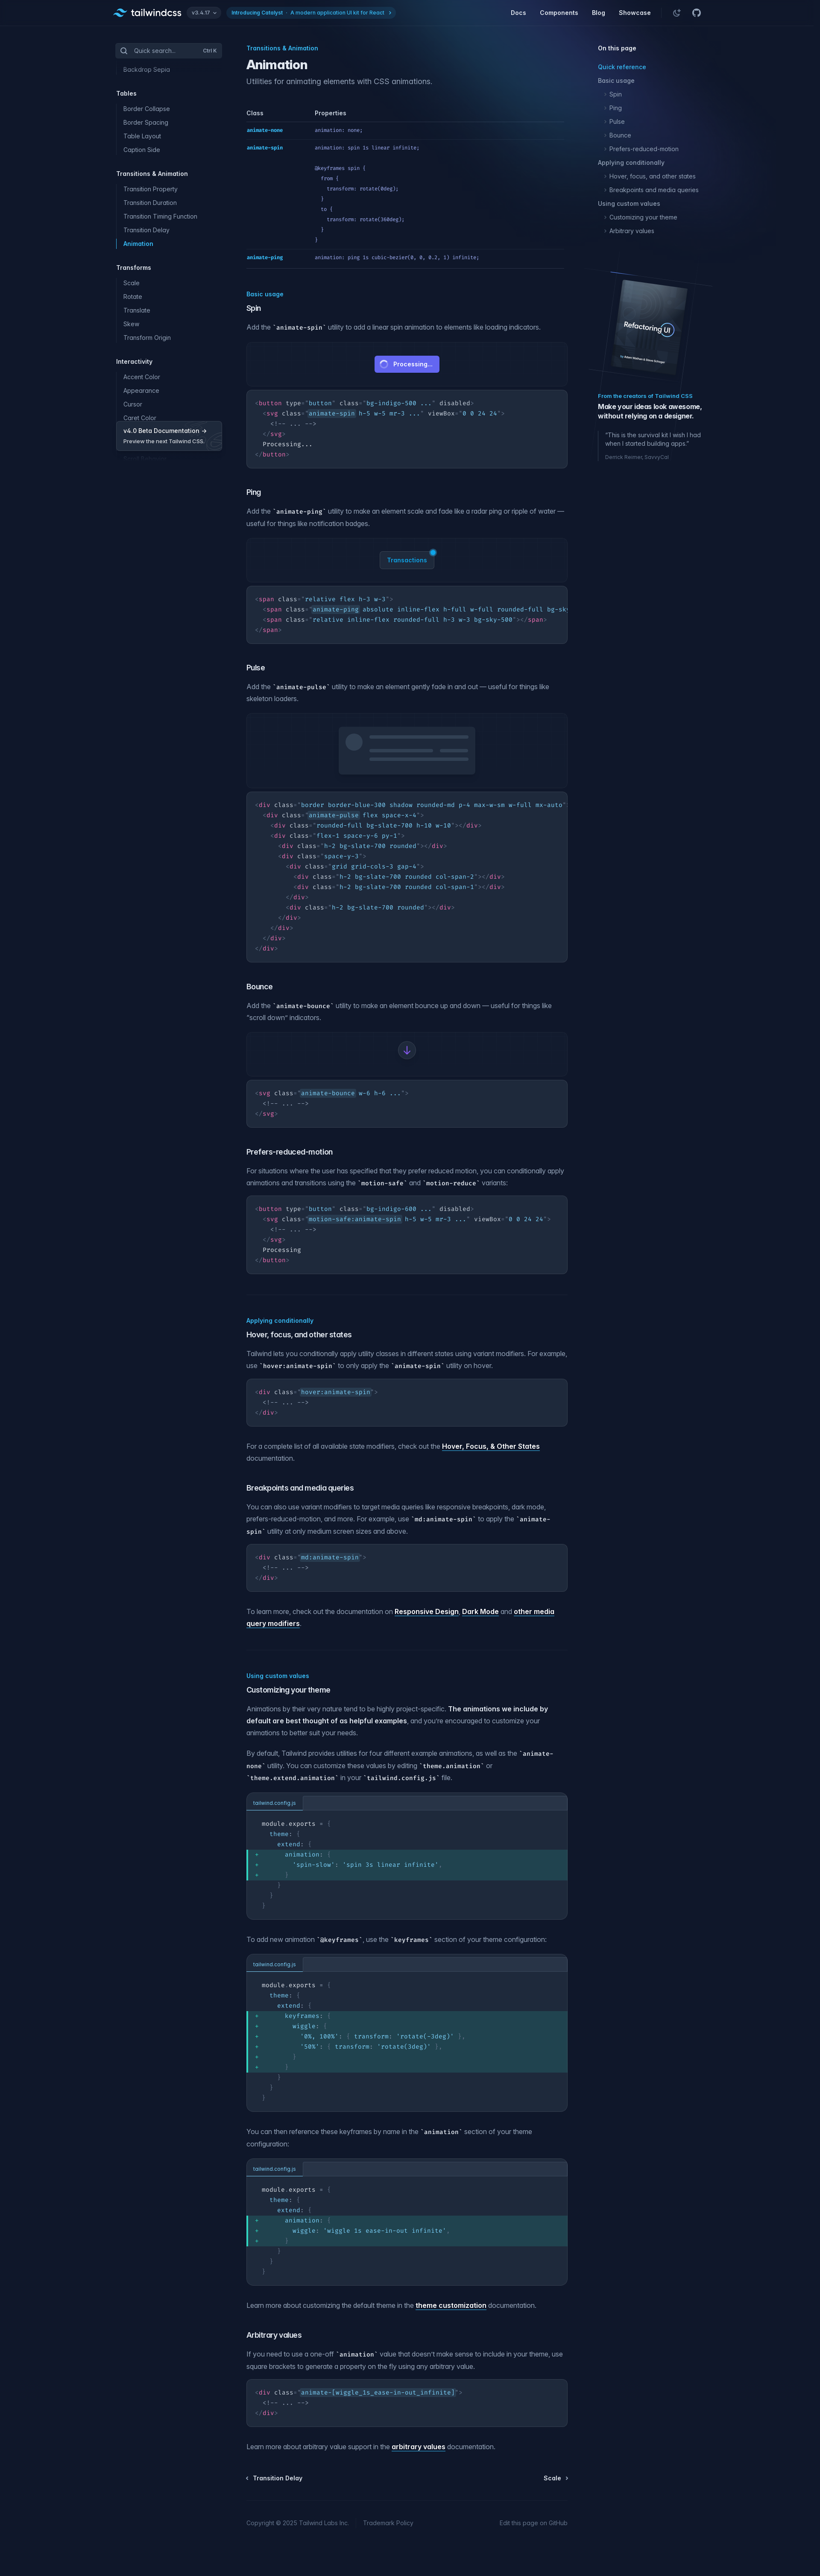 tailwindcss
v3.4.17
Introducing Catalyst A modern application UI kit for React
Docs
Components
Blog
Showcase
Quick search...
Ctrl K
Backdrop Sepia
Tables
Border Collapse
Border Spacing
Table Layout
Caption Side
Transitions & Animation
Transition Property
Transition Duration
Transition Timing Function
Transition Delay
Animation
Transforms
Scale
Rotate
Translate
Skew
Transform Origin
Interactivity
Accent Color
Appearance
Cursor
Caret Color
v4.0 Beta Documentation →
Preview the next Tailwind CSS.
Transitions & Animation
Animation
Utilities for animating elements with CSS animations.
Class Properties
animate-none animation: none;
animate-spin animation: spin 1s linear infinite;
@keyframes spin {
from {
transform: rotate(0deg);
}
to {
transform: rotate(360deg);
}
}
animate-ping animation: ping 1s cubic-bezier(0, 0, 0.2, 1) infinite;
Basic usage
Spin
Add the `animate-spin` utility to add a linear spin animation to elements like loading indicators.
Processing...
<button type="button" class="bg-indigo-500 ..." disabled>
<svg class="animate-spin h-5 w-5 mr-3 ..." viewBox="0 0 24 24">
<!-- ... -->
</svg>
Processing...
</button>
Ping
Add the `animate-ping` utility to make an element scale and fade like a radar ping or ripple of water —
useful for things like notification badges.
Transactions
<span class="relative flex h-3 w-3">
<span class="animate-ping absolute inline-flex h-full w-full rounded-full bg-sky
<span class="relative inline-flex rounded-full h-3 w-3 bg-sky-500"></span>
</span>
Pulse
Add the `animate-pulse` utility to make an element gently fade in and out — useful for things like
skeleton loaders.
<div class="border border-blue-300 shadow rounded-md p-4 max-w-sm w-full mx-auto"
<div class="animate-pulse flex space-x-4">
<div class="rounded-full bg-slate-700 h-10 w-10"></div>
<div class="flex-1 space-y-6 py-1">
<div class="h-2 bg-slate-700 rounded"></div>
<div class="space-y-3">
<div class="grid grid-cols-3 gap-4">
<div class="h-2 bg-slate-700 rounded col-span-2"></div>
<div class="h-2 bg-slate-700 rounded col-span-1"></div>
</div>
<div class="h-2 bg-slate-700 rounded"></div>
</div>
</div>
</div>
</div>
Bounce
Add the `animate-bounce` utility to make an element bounce up and down — useful for things like
“scroll down” indicators.
<svg class="animate-bounce w-6 h-6 ...">
<!-- ... -->
</svg>
Prefers-reduced-motion
For situations where the user has specified that they prefer reduced motion, you can conditionally apply
animations and transitions using the `motion-safe` and `motion-reduce` variants:
<button type="button" class="bg-indigo-600 ..." disabled>
<svg class="motion-safe:animate-spin h-5 w-5 mr-3 ..." viewBox="0 0 24 24">
<!-- ... -->
</svg>
Processing
</button>
Applying conditionally
Hover, focus, and other states
Tailwind lets you conditionally apply utility classes in different states using variant modifiers. For example,
use `hover:animate-spin` to only apply the `animate-spin` utility on hover.
<div class="hover:animate-spin">
<!-- ... -->
</div>
For a complete list of all available state modifiers, check out the Hover, Focus, & Other States
documentation.
Breakpoints and media queries
You can also use variant modifiers to target media queries like responsive breakpoints, dark mode,
prefers-reduced-motion, and more. For example, use `md:animate-spin` to apply the `animate-
spin` utility at only medium screen sizes and above.
<div class="md:animate-spin">
<!-- ... -->
</div>
To learn more, check out the documentation on Responsive Design, Dark Mode and other media
query modifiers.
Using custom values
Customizing your theme
Animations by their very nature tend to be highly project-specific. The animations we include by
default are best thought of as helpful examples, and you’re encouraged to customize your
animations to better suit your needs.
By default, Tailwind provides utilities for four different example animations, as well as the `animate-
none` utility. You can customize these values by editing `theme.animation` or
`theme.extend.animation` in your `tailwind.config.js` file.
tailwind.config.js
module.exports = {
theme: {
extend: {
+ animation: {
+ 'spin-slow': 'spin 3s linear infinite',
+ }
}
}
}
To add new animation `@keyframes`, use the `keyframes` section of your theme configuration:
tailwind.config.js
module.exports = {
theme: {
extend: {
+ keyframes: {
+ wiggle: {
+ '0%, 100%': { transform: 'rotate(-3deg)' },
+ '50%': { transform: 'rotate(3deg)' },
+ }
+ }
}
}
}
You can then reference these keyframes by name in the `animation` section of your theme
configuration:
tailwind.config.js
module.exports = {
theme: {
extend: {
+ animation: {
+ wiggle: 'wiggle 1s ease-in-out infinite',
+ }
}
}
}
Learn more about customizing the default theme in the theme customization documentation.
Arbitrary values
If you need to use a one-off `animation` value that doesn’t make sense to include in your theme, use
square brackets to generate a property on the fly using any arbitrary value.
<div class="animate-[wiggle_1s_ease-in-out_infinite]">
<!-- ... -->
</div>
Learn more about arbitrary value support in the arbitrary values documentation.
Transition Delay
Scale
Copyright © 2025 Tailwind Labs Inc.
Trademark Policy
Edit this page on GitHub
On this page
Quick reference
Basic usage
Spin
Ping
Pulse
Bounce
Prefers-reduced-motion
Applying conditionally
Hover, focus, and other states
Breakpoints and media queries
Using custom values
Customizing your theme
Arbitrary values
Refactoring UI
by Adam Wathan & Steve Schoger
From the creators of Tailwind CSS
Make your ideas look awesome,
without relying on a designer.
“This is the survival kit I wish I had
when I started building apps.”
Derrick Reimer, SavvyCal